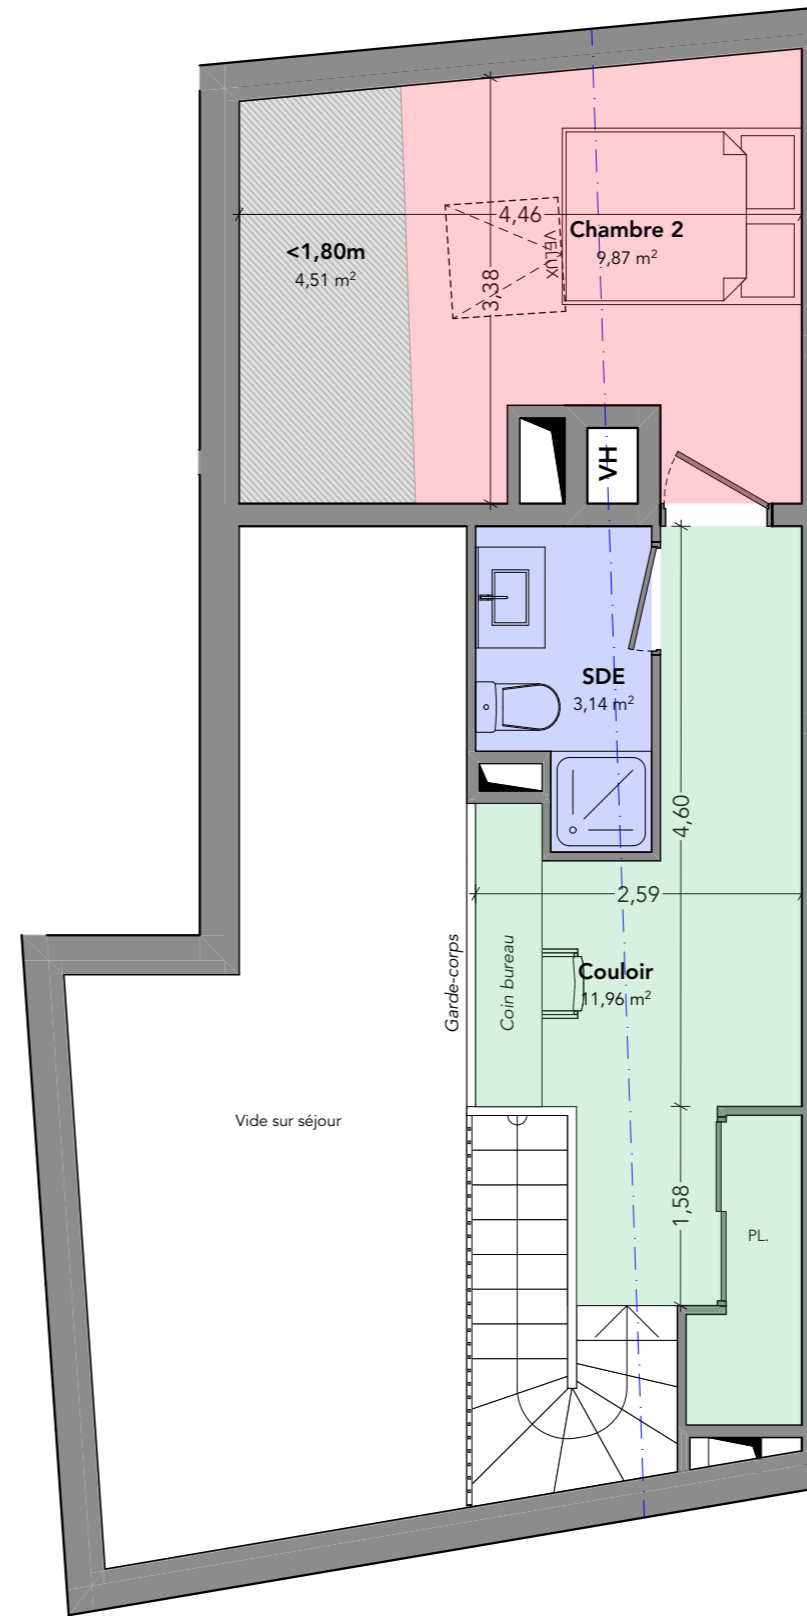 4,46
Chambre 2
9,87 m²
<1,80m
4,51 m²
VELUX
3,38
VH
SDE
3,14 m²
4,60
2,59
Garde-corps
Coin bureau
Couloir
11,96 m²
Vide sur séjour
1,58
PL.